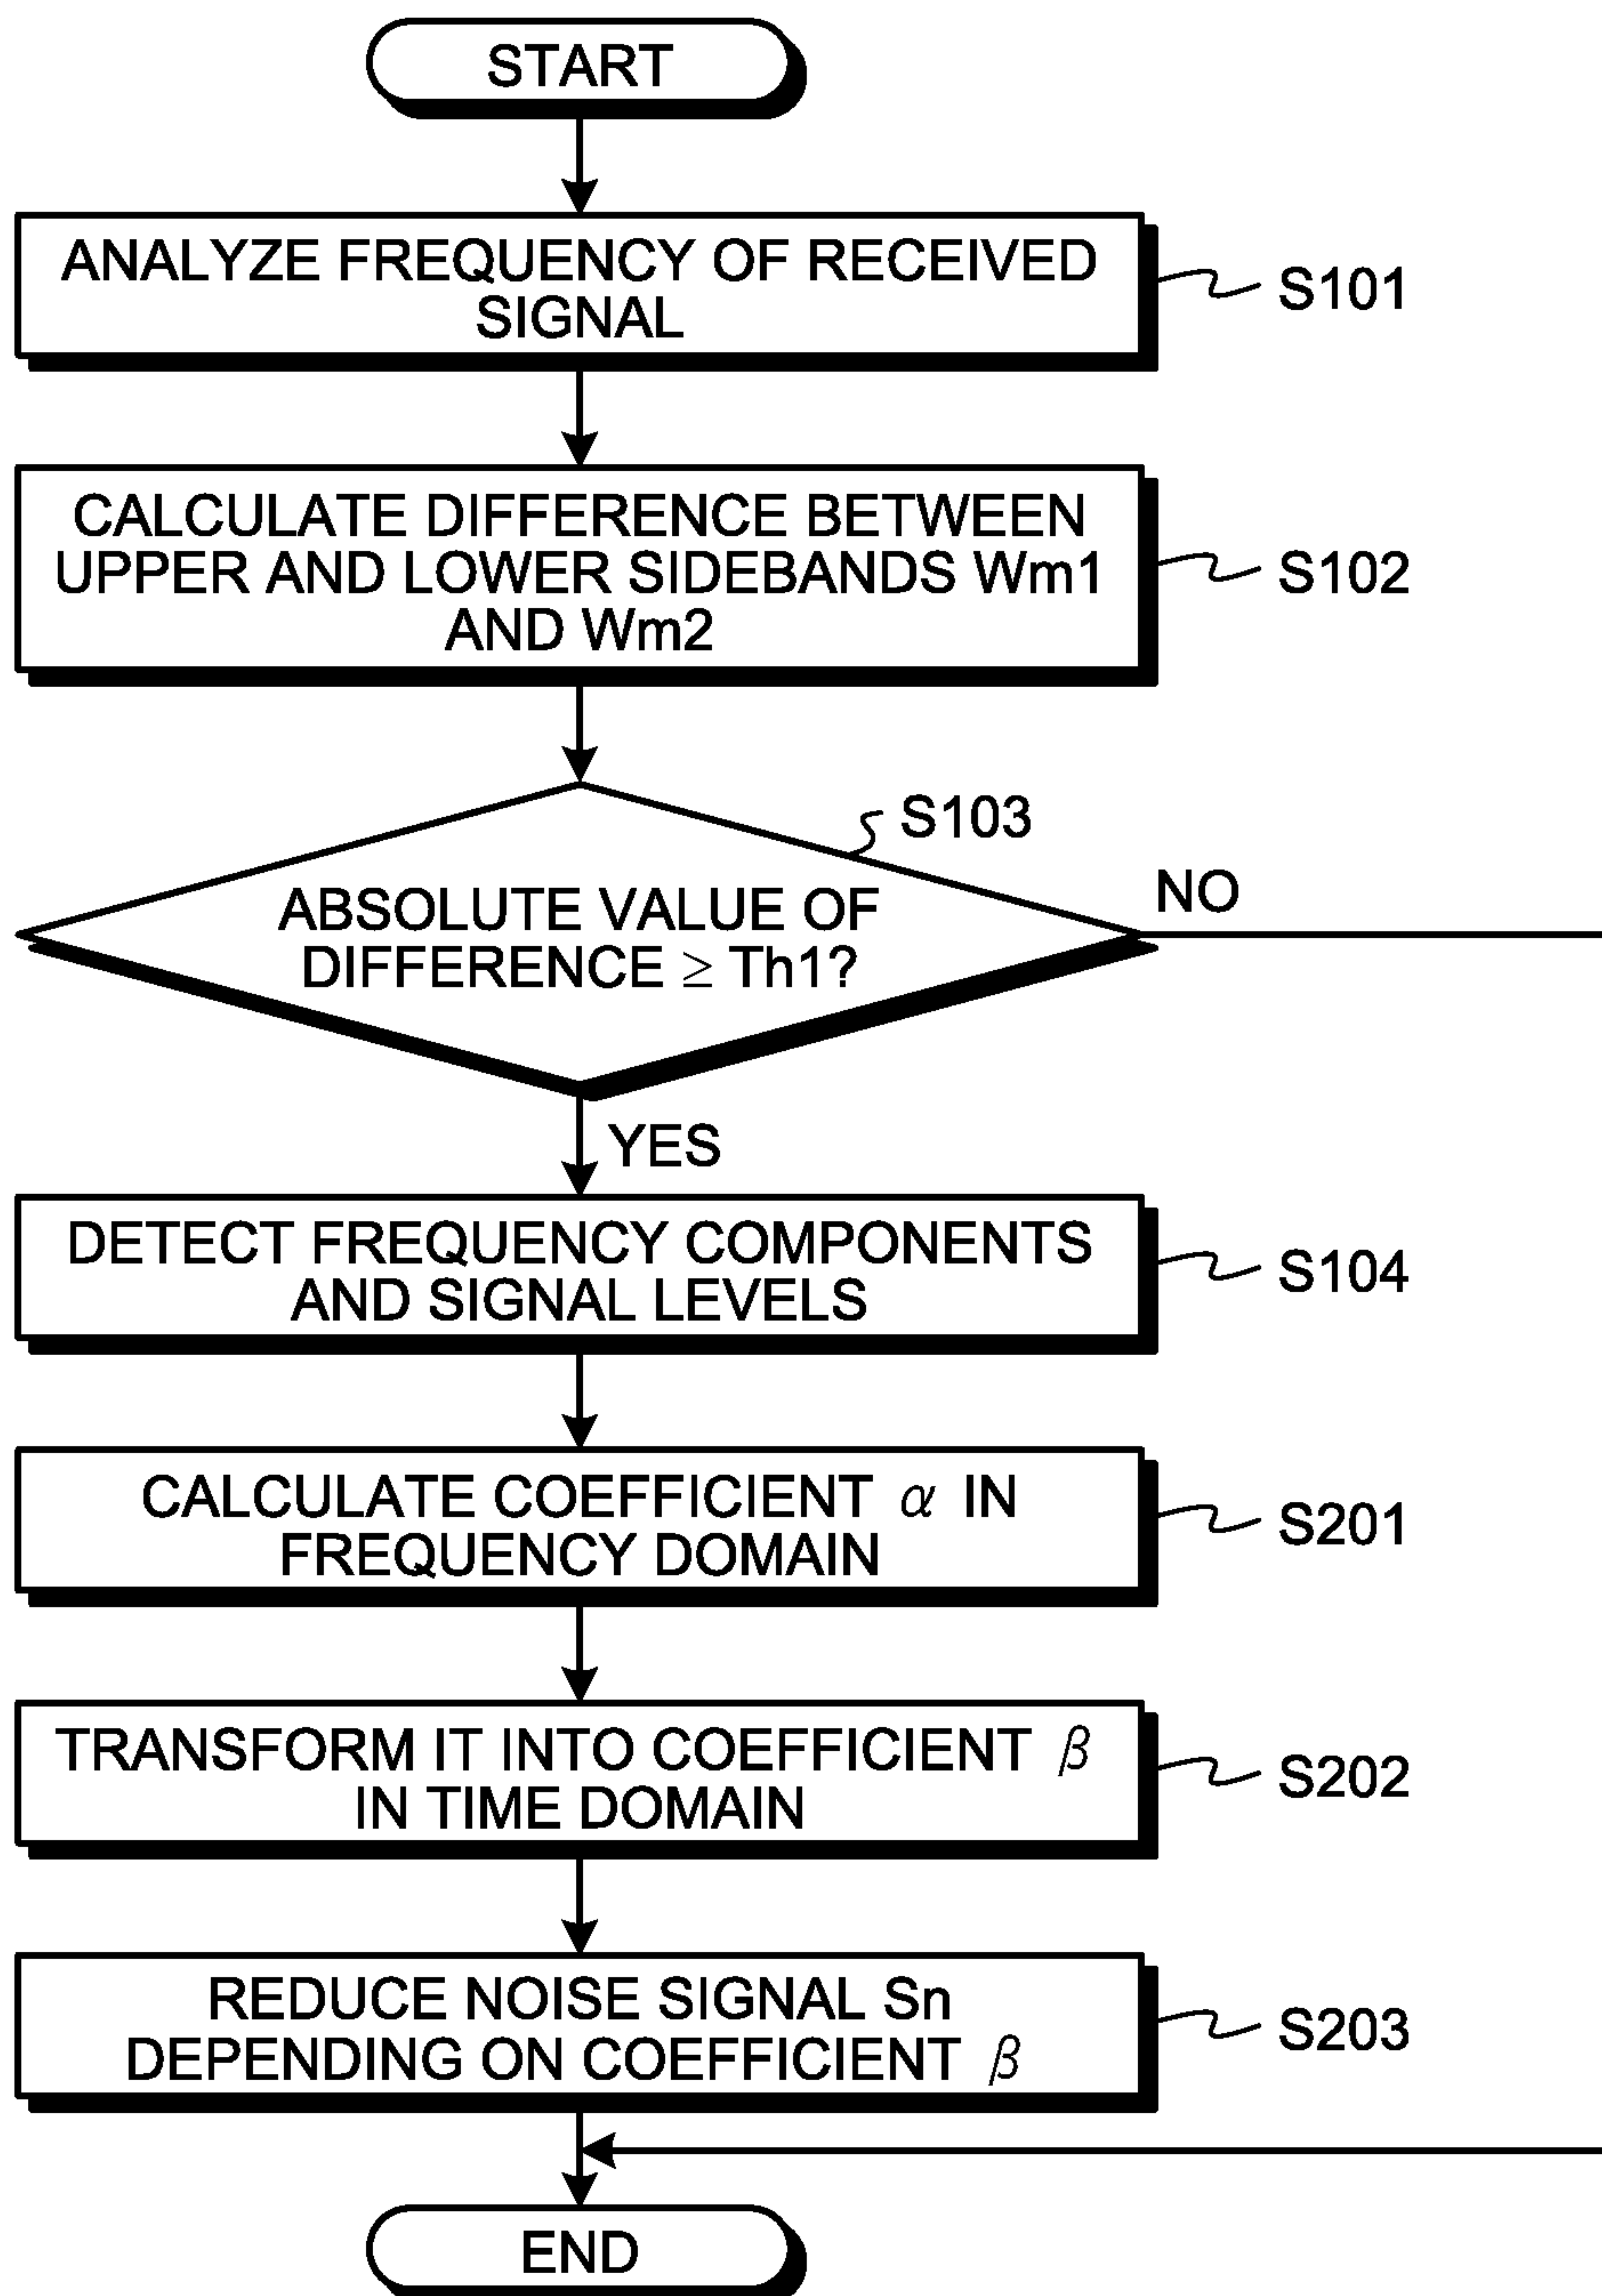 START
ANALYZE FREQUENCY OF RECEIVED
SIGNAL
S101
CALCULATE DIFFERENCE BETWEEN
UPPER AND LOWER SIDEBANDS Wm1
AND Wm2
S102
S103
ABSOLUTE VALUE OF
DIFFERENCE ≥ Th1?
NO
YES
DETECT FREQUENCY COMPONENTS
AND SIGNAL LEVELS
S104
CALCULATE COEFFICIENT α IN
FREQUENCY DOMAIN
S201
TRANSFORM IT INTO COEFFICIENT β
IN TIME DOMAIN
S202
REDUCE NOISE SIGNAL Sn
DEPENDING ON COEFFICIENT β
S203
END